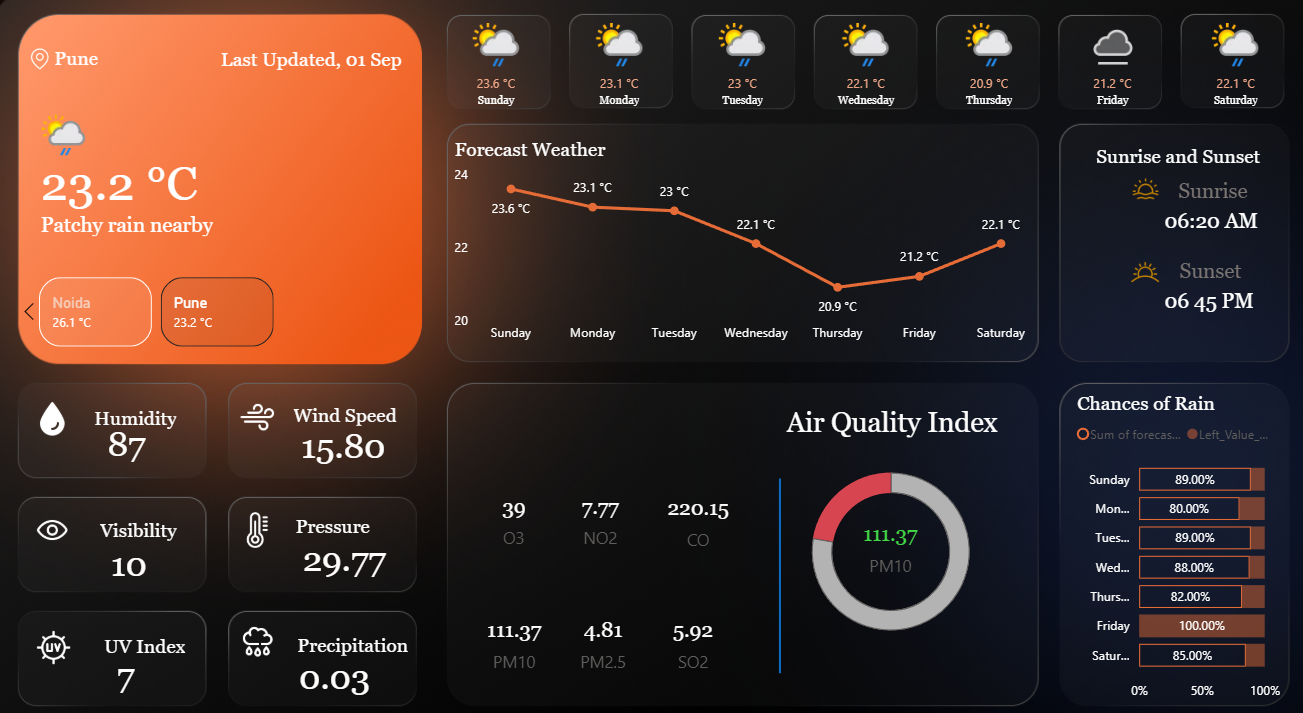 Pune
Last Updated, 01 Sep
23.2 °C
Patchy rain nearby
Noida
26.1 °C
Pune
23.2 °C
23.6 °C
Sunday
23.1 °C
Monday
23 °C
Tuesday
22.1 °C
Wednesday
20.9 °C
Thursday
21.2 °C
Friday
22.1 °C
Saturday
Forecast Weather
24
22
20
23.6 °C
23.1 °C
23 °C
22.1 °C
20.9 °C
21.2 °C
22.1 °C
Sunday Monday Tuesday Wednesday Thursday Friday Saturday
Sunrise and Sunset
Sunrise
06:20 AM
Sunset
06 45 PM
Humidity
87
Wind Speed
15.80
Visibility
10
Pressure
29.77
UV
UV Index
7
Precipitation
0.03
Air Quality Index
39
O3
7.77
NO2
220.15
CO
111.37
PM10
4.81
PM2.5
5.92
SO2
111.37
PM10
Chances of Rain
Sum of forecas... Left_Value_...
Sunday 89.00%
Mon... 80.00%
Tues... 89.00%
Wed... 88.00%
Thurs... 82.00%
Friday 100.00%
Satur... 85.00%
0% 50% 100%